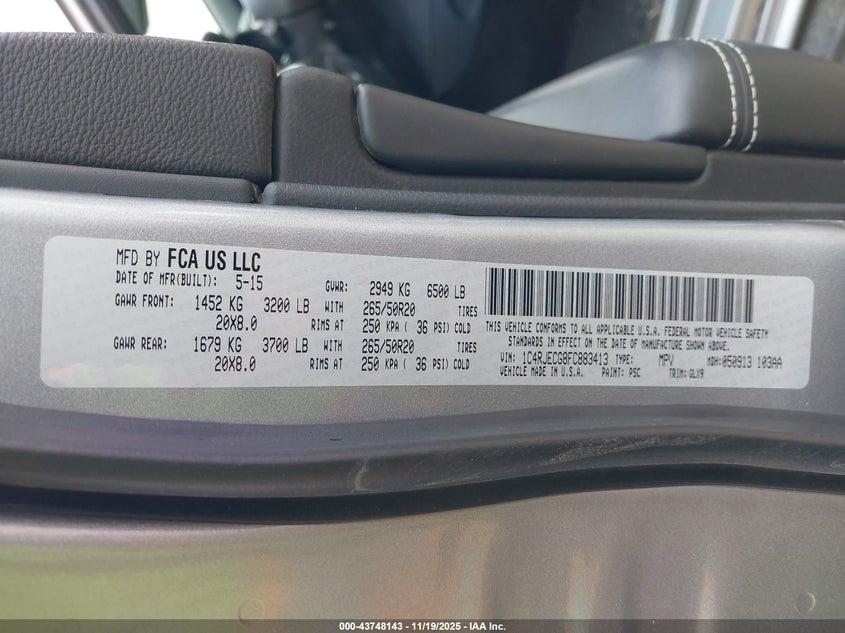 MFD BY FCA US LLC
DATE OF MFR(BUILT): 5-15 GVWR: 2949 KG 6500 LB
GAWR FRONT: 1452 KG 3200 LB WITH 265/50R20 TIRES
20X8.0 RIMS AT 250 KPA ( 36 PSI) COLD
GAWR REAR: 1679 KG 3700 LB WITH 265/50R20 TIRES
20X8.0 RIMS AT 250 KPA ( 36 PSI) COLD
THIS VEHICLE CONFORMS TO ALL APPLICABLE U.S.A. FEDERAL MOTOR VEHICLE SAFETY
STANDARDS IN EFFECT ON THE DATE OF MANUFACTURE SHOWN ABOVE.
VIN: 1C4RJECG8FC883413 TYPE: MPV MDH: 050913 103AA
VEHICLE MADE IN U.S.A. PAINT: PSC TRIM: GLX9
000-43748143 - 11/19/2025 - IAA Inc.